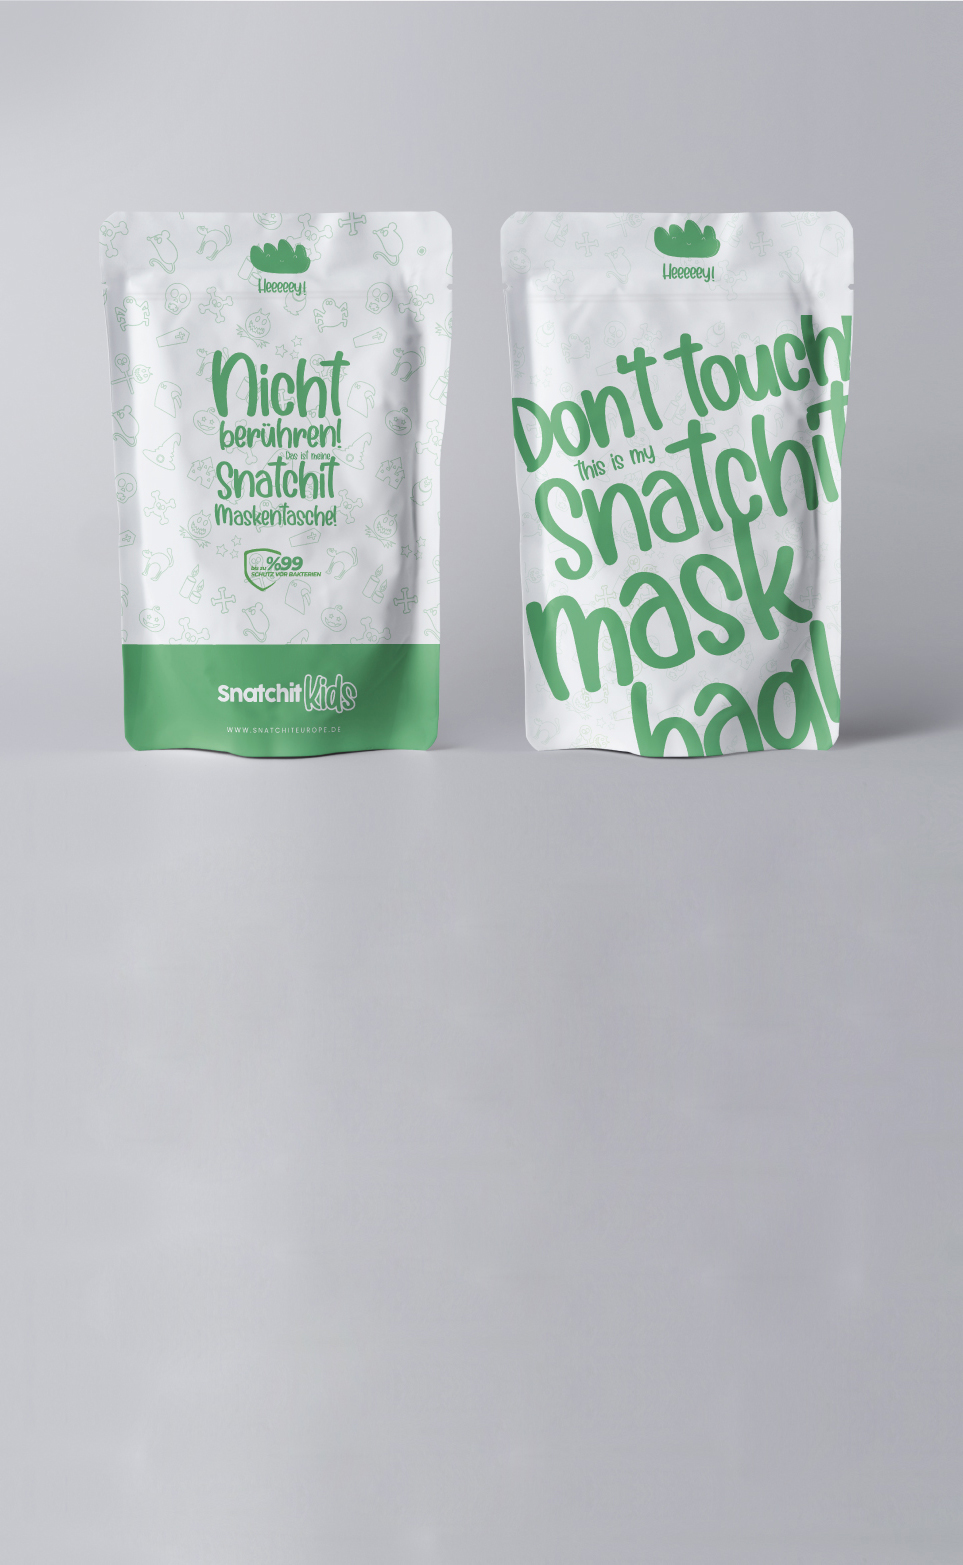 Heeeeey!
Nicht
berühren!
Das ist meine
Snatchit
Maskentasche!
bis zu %99
SCHUTZ VOR BAKTERIEN
snatchit Kids
WWW.SNATCHITEUROPE.DE
Heeeeey!
Don't touch!
this is my
Snatchit
mask
bag!